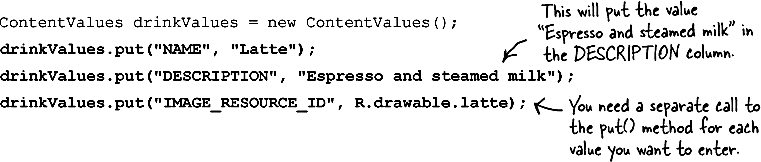 ContentValues drinkValues = new ContentValues();
drinkValues.put("NAME", "Latte");
drinkValues.put("DESCRIPTION", "Espresso and steamed milk");
drinkValues.put("IMAGE_RESOURCE_ID", R.drawable.latte);
This will put the value
“Espresso and steamed milk” in
the DESCRIPTION column.
You need a separate call to
the put() method for each
value you want to enter.